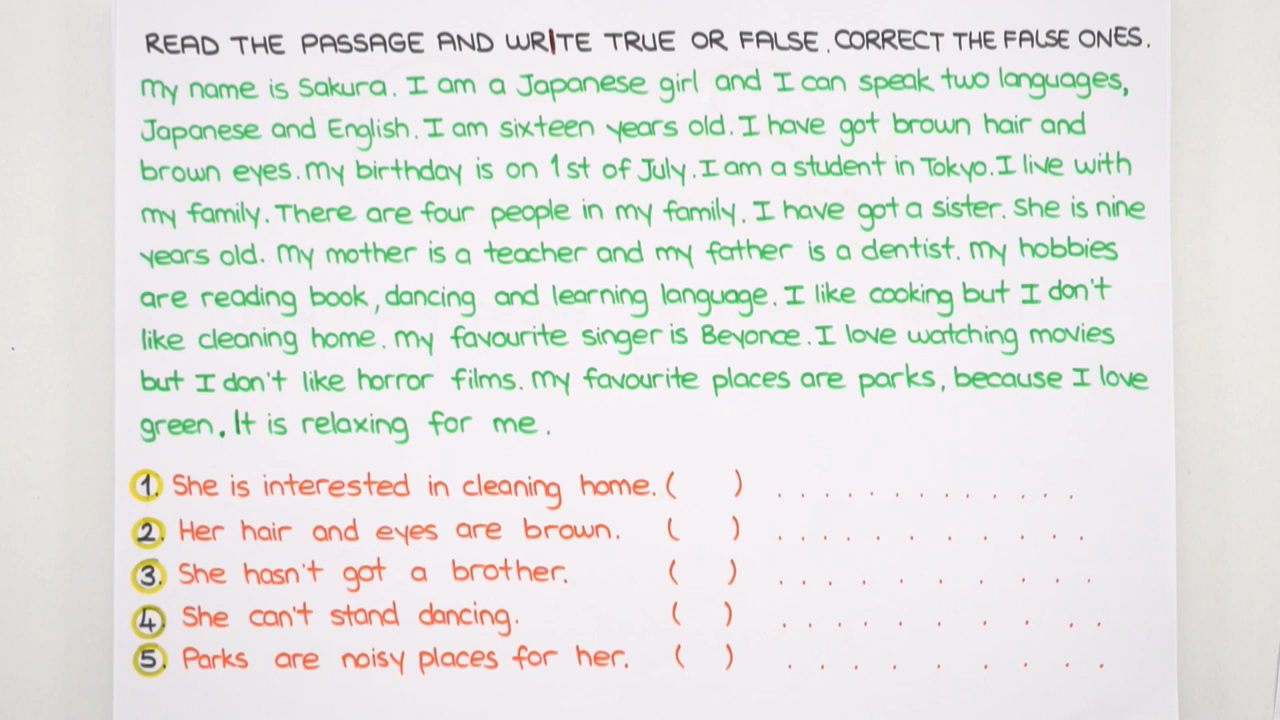 READ THE PASSAGE AND WRITE TRUE OR FALSE. CORRECT THE FALSE ONES.
My name is Sakura. I am a Japanese girl and I can speak two languages,
Japanese and English. I am sixteen years old. I have got brown hair and
brown eyes. My birthday is on 1st of July. I am a student in Tokyo. I live with
my family. There are four people in my family. I have got a sister. She is nine
years old. My mother is a teacher and my father is a dentist. My hobbies
are reading book, dancing and learning language. I like cooking but I don't
like cleaning home. My favourite singer is Beyonce. I love watching movies
but I don't like horror films. My favourite places are parks, because I love
green. It is relaxing for me.
1. She is interested in cleaning home. ( ) . . . . . . . . . . . . .
2. Her hair and eyes are brown. ( ) . . . . . . . . . . . .
3. She hasn't got a brother. ( ) . . . . . . . . . . .
4. She can't stand dancing. ( ) . . . . . . . . . . .
5. Parks are noisy places for her. ( ) . . . . . . . . .